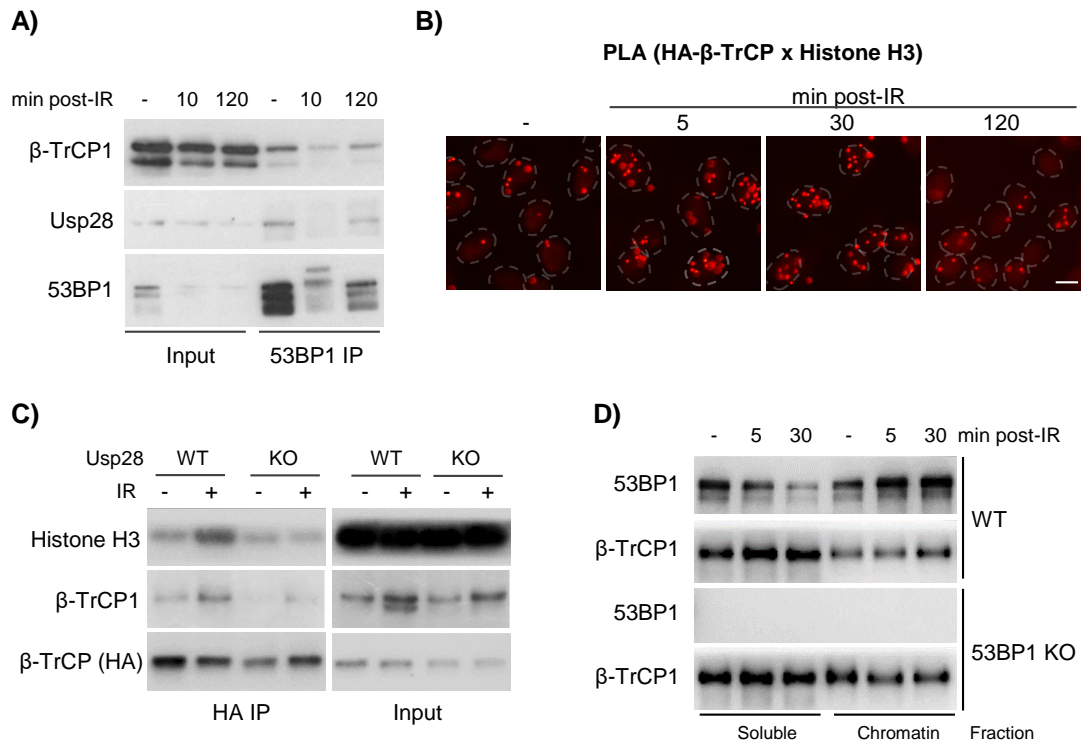 A)
min post-IR - 10 120 - 10 120
β-TrCP1
Usp28
53BP1
Input 53BP1 IP
B)
PLA (HA-β-TrCP x Histone H3)
min post-IR
- 5 30 120
C)
Usp28 WT KO WT KO
IR - + - + - + - +
Histone H3
β-TrCP1
β-TrCP (HA)
HA IP Input
D)
- 5 30 - 5 30 min post-IR
53BP1
β-TrCP1
WT
53BP1
β-TrCP1
53BP1 KO
Soluble Chromatin Fraction